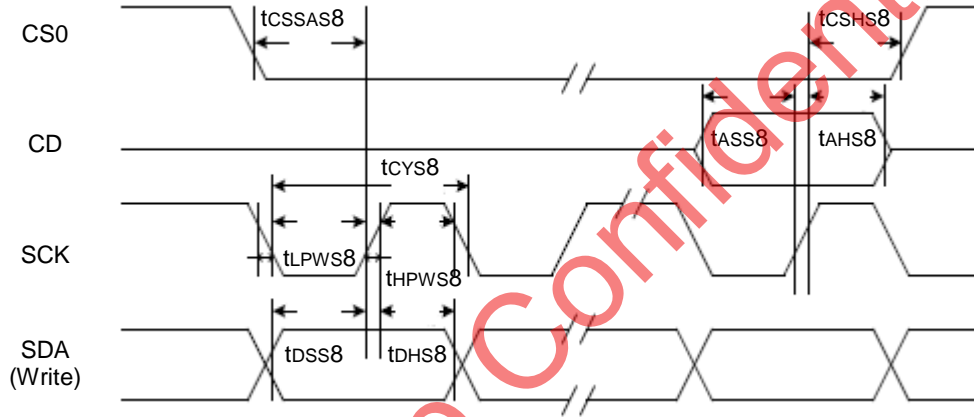 tCSSAS8
tCSHS8
CS0
CD
tASS8
tAHS8
tCYS8
SCK
tLPWS8
tHPWS8
SDA
(Write)
tDSS8
tDHS8
Confident